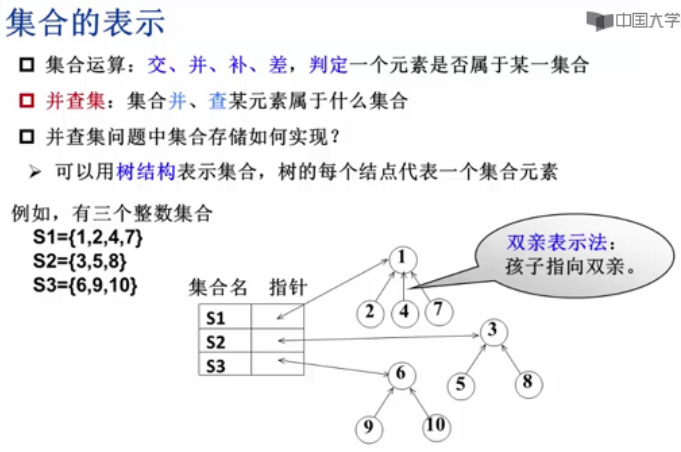 集合的表示
中国大学
集合运算：交、并、补、差，判定一个元素是否属于某一集合
并查集：集合并、查某元素属于什么集合
并查集问题中集合存储如何实现？
可以用树结构表示集合，树的每个结点代表一个集合元素
例如，有三个整数集合
S1={1,2,4,7}
S2={3,5,8}
S3={6,9,10}
双亲表示法：
孩子指向双亲。
集合名 指针
S1
S2
S3
1
2 4 7
3
5 8
6
9 10